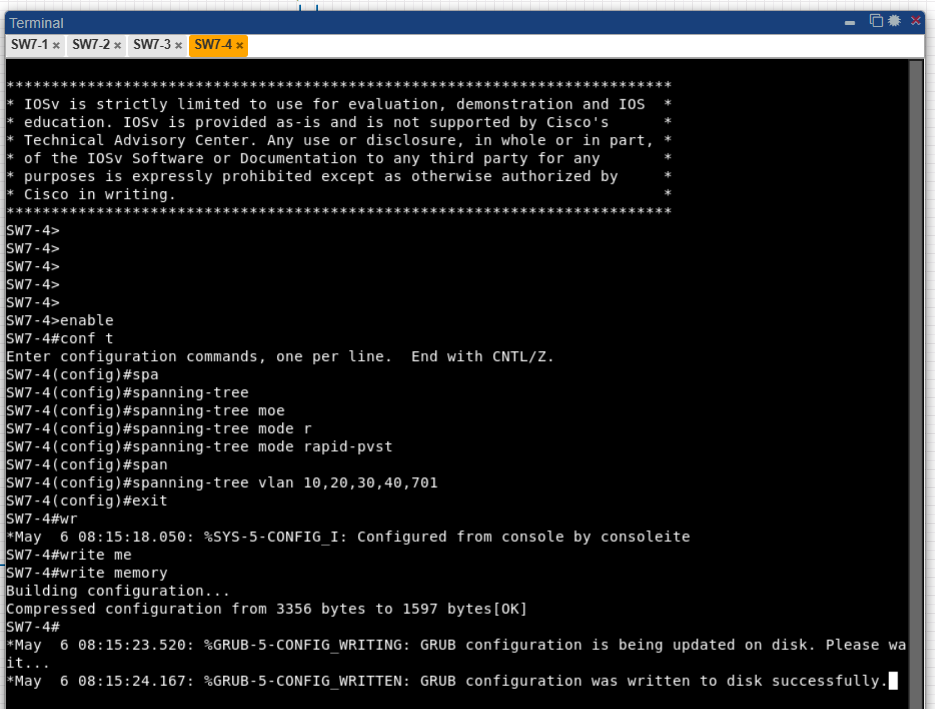 Terminal
SW7-1 × SW7-2 × SW7-3 × SW7-4 ×
**************************************************************************
* IOSv is strictly limited to use for evaluation, demonstration and IOS  *
* education. IOSv is provided as-is and is not supported by Cisco's      *
* Technical Advisory Center. Any use or disclosure, in whole or in part, *
* of the IOSv Software or Documentation to any third party for any       *
* purposes is expressly prohibited except as otherwise authorized by     *
* Cisco in writing.                                                      *
**************************************************************************
SW7-4>
SW7-4>
SW7-4>
SW7-4>
SW7-4>
SW7-4>enable
SW7-4#conf t
Enter configuration commands, one per line.  End with CNTL/Z.
SW7-4(config)#spa
SW7-4(config)#spanning-tree
SW7-4(config)#spanning-tree moe
SW7-4(config)#spanning-tree mode r
SW7-4(config)#spanning-tree mode rapid-pvst
SW7-4(config)#span
SW7-4(config)#spanning-tree vlan 10,20,30,40,701
SW7-4(config)#exit
SW7-4#wr
*May  6 08:15:18.050: %SYS-5-CONFIG_I: Configured from console by consoleite
SW7-4#write me
SW7-4#write memory
Building configuration...
Compressed configuration from 3356 bytes to 1597 bytes[OK]
SW7-4#
*May  6 08:15:23.520: %GRUB-5-CONFIG_WRITING: GRUB configuration is being updated on disk. Please wa
it...
*May  6 08:15:24.167: %GRUB-5-CONFIG_WRITTEN: GRUB configuration was written to disk successfully.